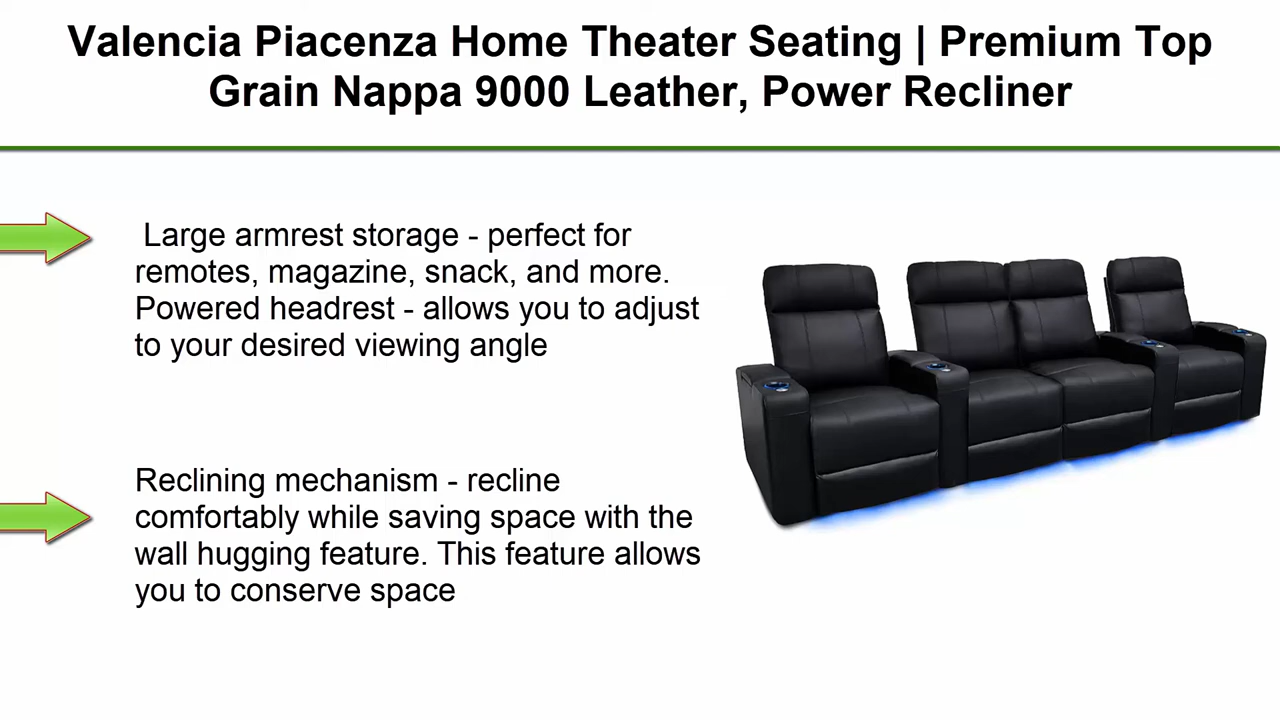 Valencia Piacenza Home Theater Seating | Premium Top
Grain Nappa 9000 Leather, Power Recliner
Large armrest storage - perfect for
remotes, magazine, snack, and more.
Powered headrest - allows you to adjust
to your desired viewing angle
Reclining mechanism - recline
comfortably while saving space with the
wall hugging feature. This feature allows
you to conserve space